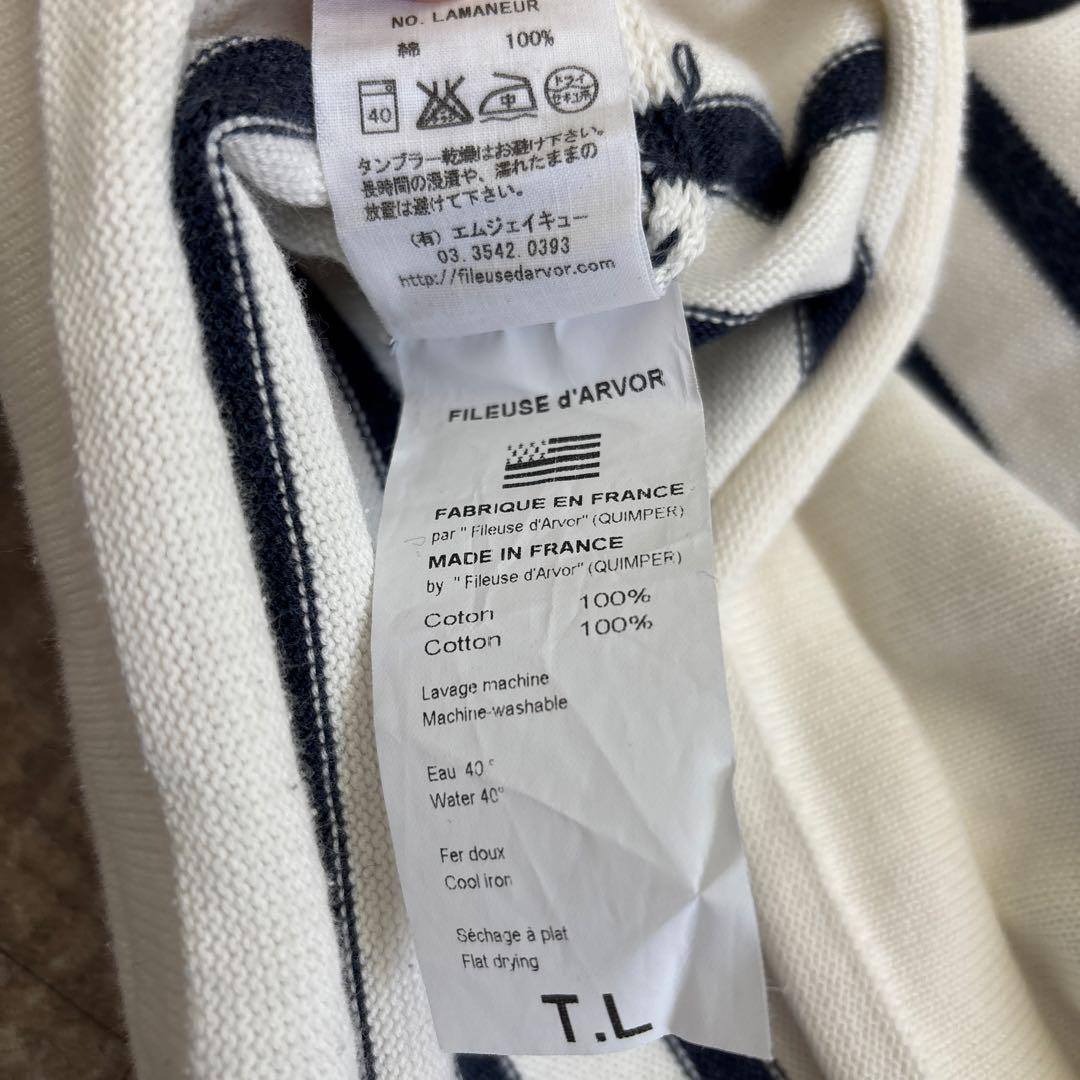 NO. LAMANEUR
綿 100%
40 中 ドライ セキユ系
タンブラー乾燥はお避け下さい。
長時間の浸漬や、濡れたままの
放置は避けて下さい。
(有) エムジェイキュー
03.3542.0393
http://fileusedarvor.com
FILEUSE d'ARVOR
FABRIQUE EN FRANCE
par " Fileuse d'Arvor" (QUIMPER)
MADE IN FRANCE
by " Fileuse d'Arvor" (QUIMPER)
Coton 100%
Cotton 100%
Lavage machine
Machine-washable
Eau 40°
Water 40°
Fer doux
Cool iron
Séchage à plat
Flat drying
T.L